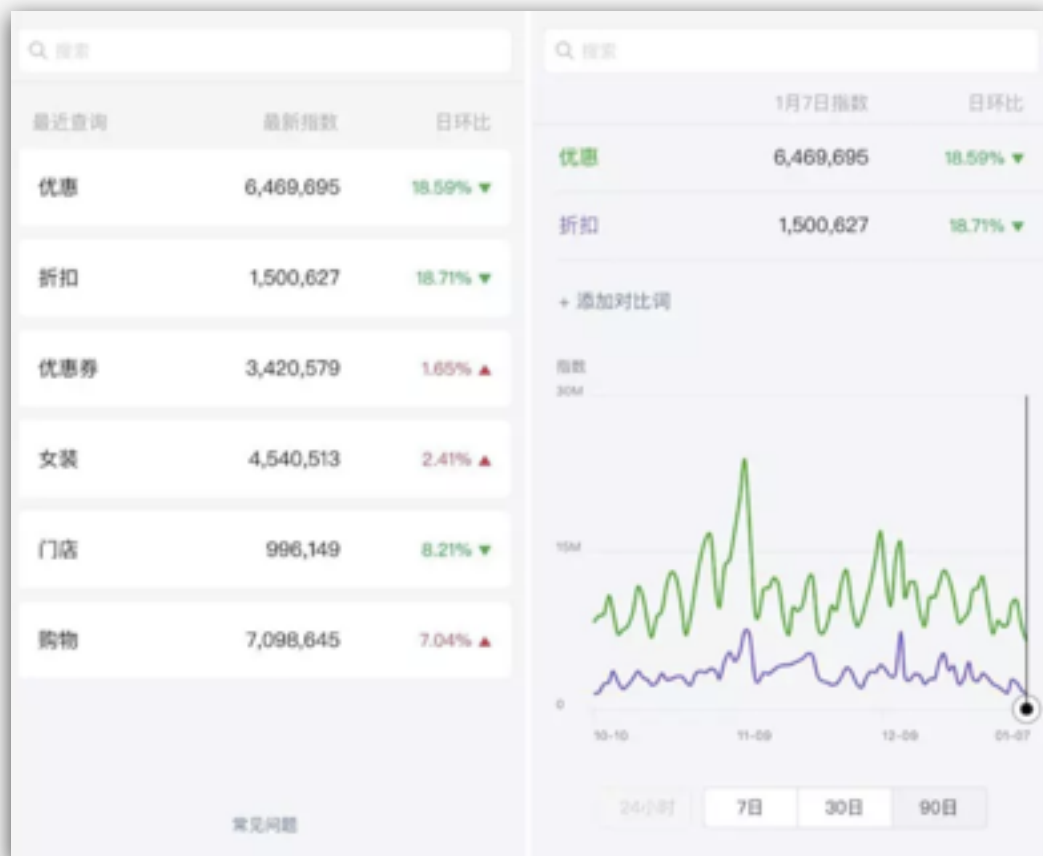 搜索
最近查询 最新指数 日环比
优惠 6,469,695 18.59% ▼
折扣 1,500,627 18.71% ▼
优惠券 3,420,579 1.65% ▲
女装 4,540,513 2.41% ▲
门店 996,149 8.21% ▼
购物 7,098,645 7.04% ▲
常见问题
搜索
1月7日指数 日环比
优惠 6,469,695 18.59% ▼
折扣 1,500,627 18.71% ▼
+ 添加对比词
指数
30M
15M
0
10-10 11-09 12-09 01-07
24小时 7日 30日 90日